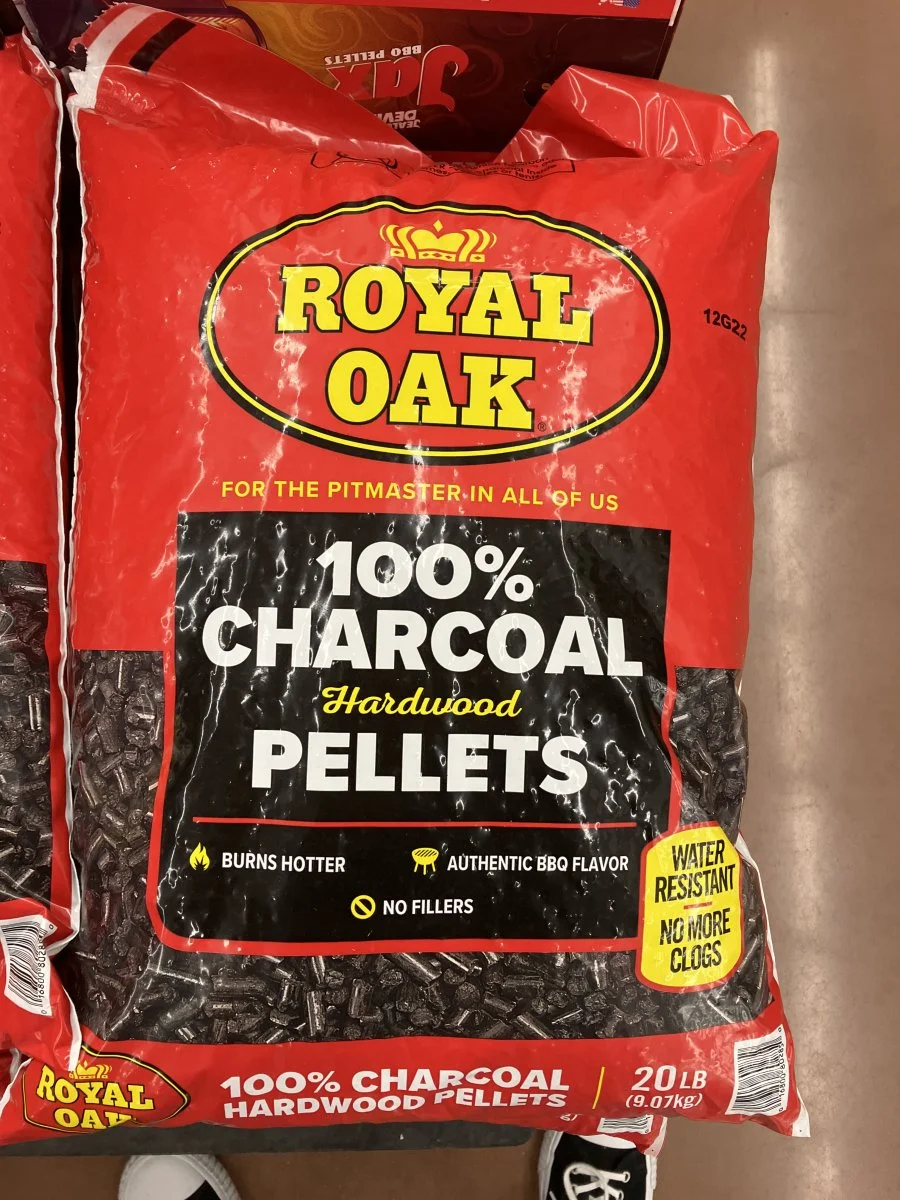 Jax
BBQ PELLETS
ROYAL
OAK
®
12G22
FOR THE PITMASTER IN ALL OF US
100%
CHARCOAL
Hardwood
PELLETS
BURNS HOTTER
AUTHENTIC BBQ FLAVOR
NO FILLERS
WATER
RESISTANT
NO MORE
CLOGS
ROYAL
OAK
100% CHARCOAL
HARDWOOD PELLETS
20 LB
(9.07kg)